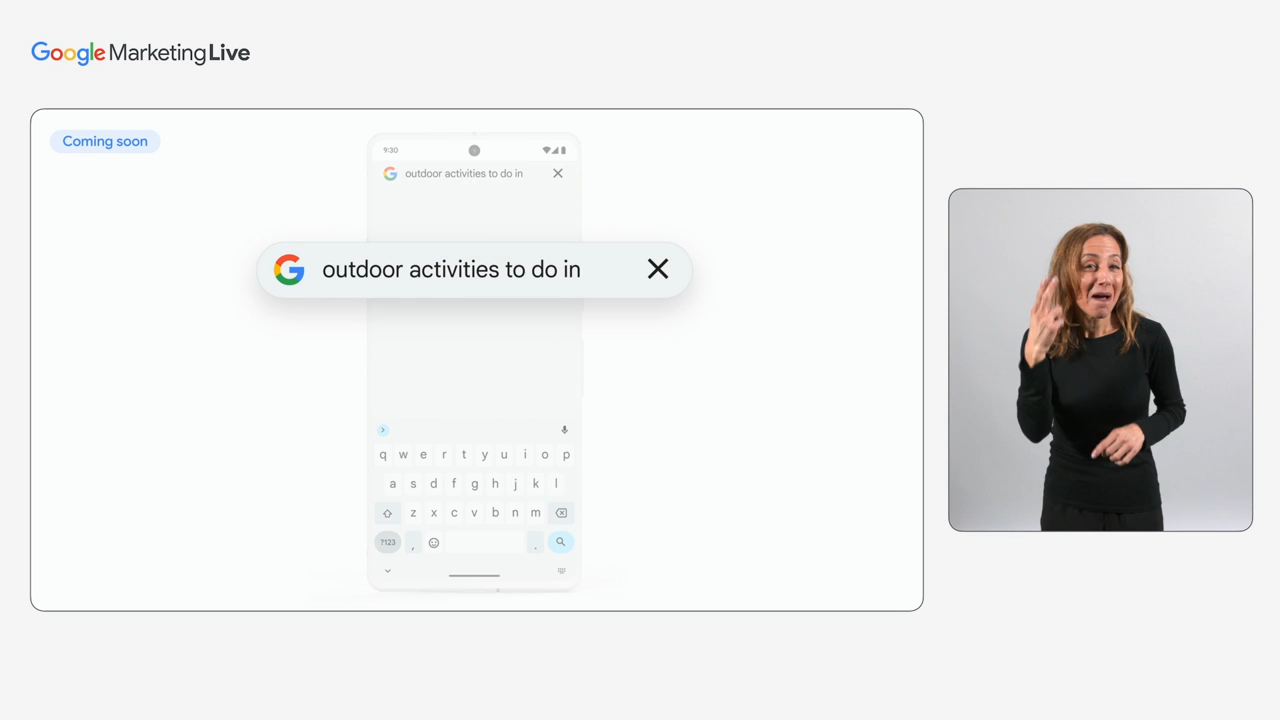 Google Marketing Live
Coming soon
9:30
outdoor activities to do in
outdoor activities to do in
q w e r t y u i o p
a s d f g h j k l
z x c v b n m
?123 , .